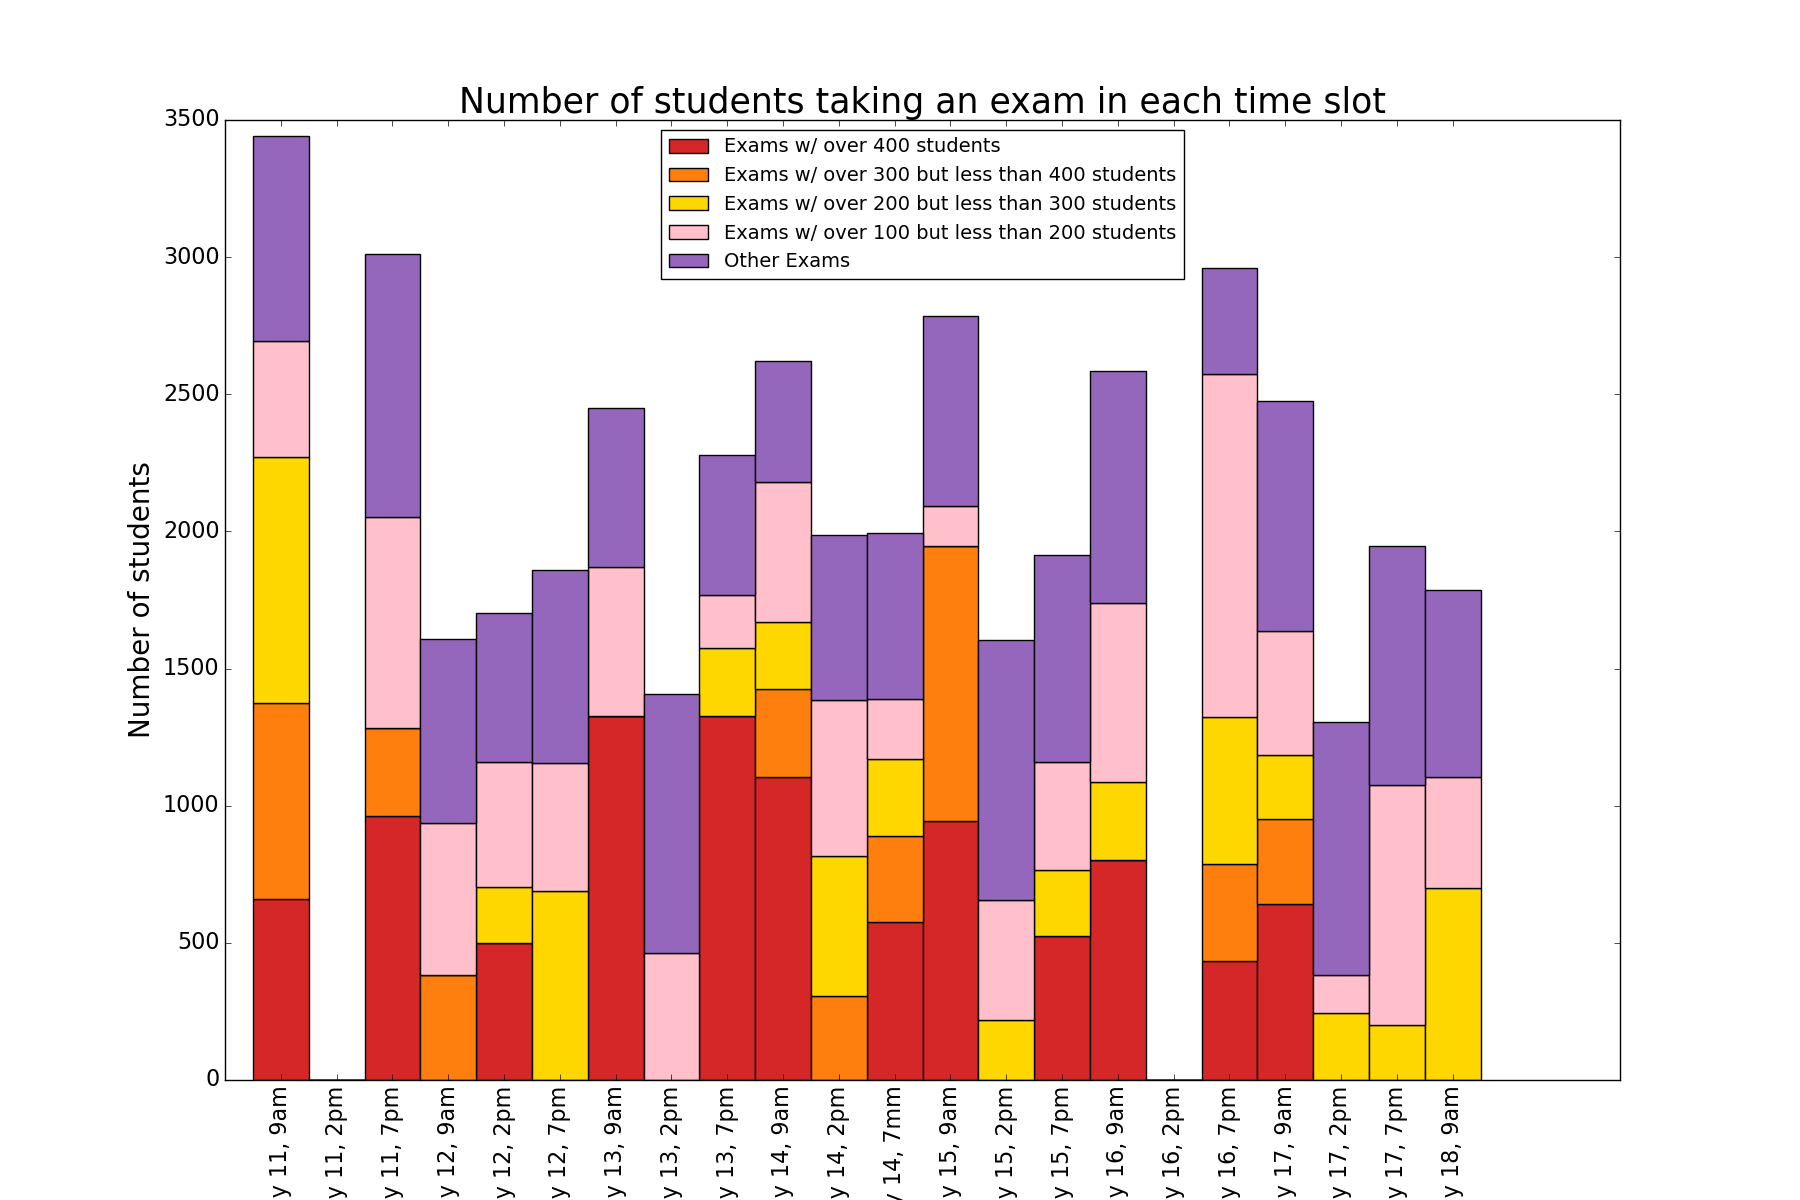 Number of students taking an exam in each time slot
Exams w/ over 400 students
Exams w/ over 300 but less than 400 students
Exams w/ over 200 but less than 300 students
Exams w/ over 100 but less than 200 students
Other Exams
Number of students
3500
3000
2500
2000
1500
1000
500
0
y 11, 9am
y 11, 2pm
y 11, 7pm
y 12, 9am
y 12, 2pm
y 12, 7pm
y 13, 9am
y 13, 2pm
y 13, 7pm
y 14, 9am
y 14, 2pm
y 14, 7mm
y 15, 9am
y 15, 2pm
y 15, 7pm
y 16, 9am
y 16, 2pm
y 16, 7pm
y 17, 9am
y 17, 2pm
y 17, 7pm
y 18, 9am